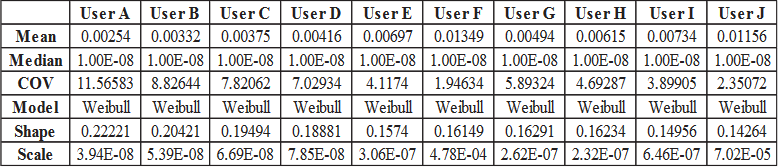 User A User B User C User D User E User F User G User H User I User J
Mean 0.00254 0.00332 0.00375 0.00416 0.00697 0.01349 0.00494 0.00615 0.00734 0.01156
Median 1.00E-08 1.00E-08 1.00E-08 1.00E-08 1.00E-08 1.00E-08 1.00E-08 1.00E-08 1.00E-08 1.00E-08
COV 11.56583 8.82644 7.82062 7.02934 4.1174 1.94634 5.89324 4.69287 3.89905 2.35072
Model Weibull Weibull Weibull Weibull Weibull Weibull Weibull Weibull Weibull Weibull
Shape 0.22221 0.20421 0.19494 0.18881 0.1574 0.16149 0.16291 0.16234 0.14956 0.14264
Scale 3.94E-08 5.39E-08 6.69E-08 7.85E-08 3.06E-07 4.78E-04 2.62E-07 2.32E-07 6.46E-07 7.02E-05